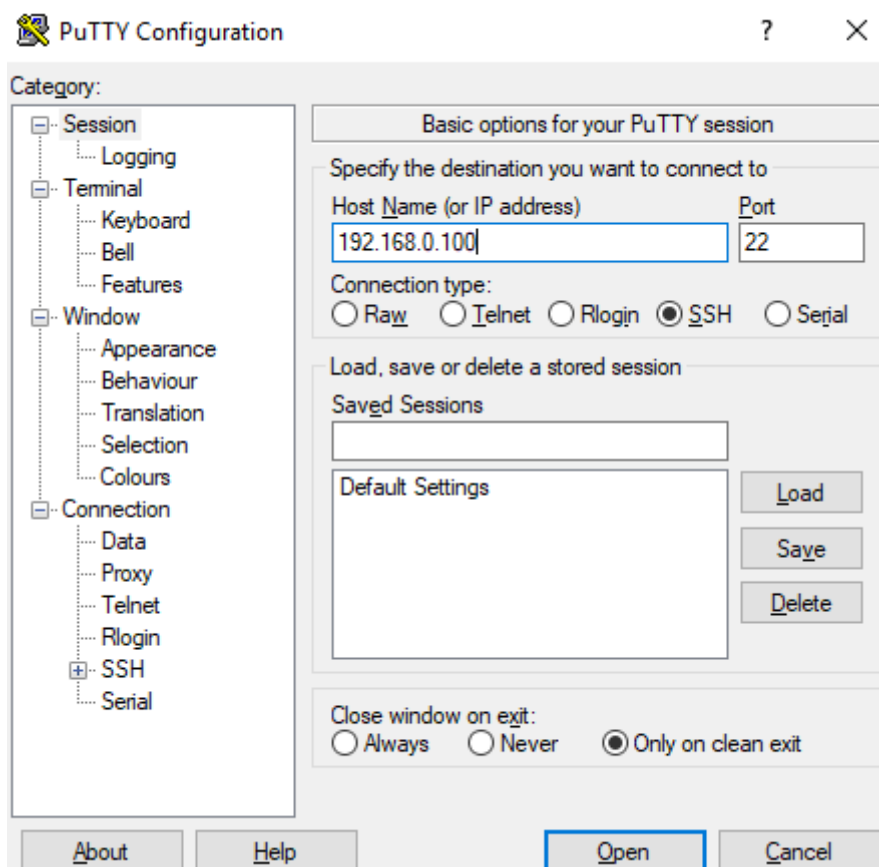 PuTTY Configuration
?
Category:
Session
Logging
Terminal
Keyboard
Bell
Features
Window
Appearance
Behaviour
Translation
Selection
Colours
Connection
Data
Proxy
Telnet
Rlogin
SSH
Serial
Basic options for your PuTTY session
Specify the destination you want to connect to
Host Name (or IP address) Port
192.168.0.100 22
Connection type:
Raw Telnet Rlogin SSH Serial
Load, save or delete a stored session
Saved Sessions
Default Settings
Load
Save
Delete
Close window on exit:
Always Never Only on clean exit
About Help Open Cancel